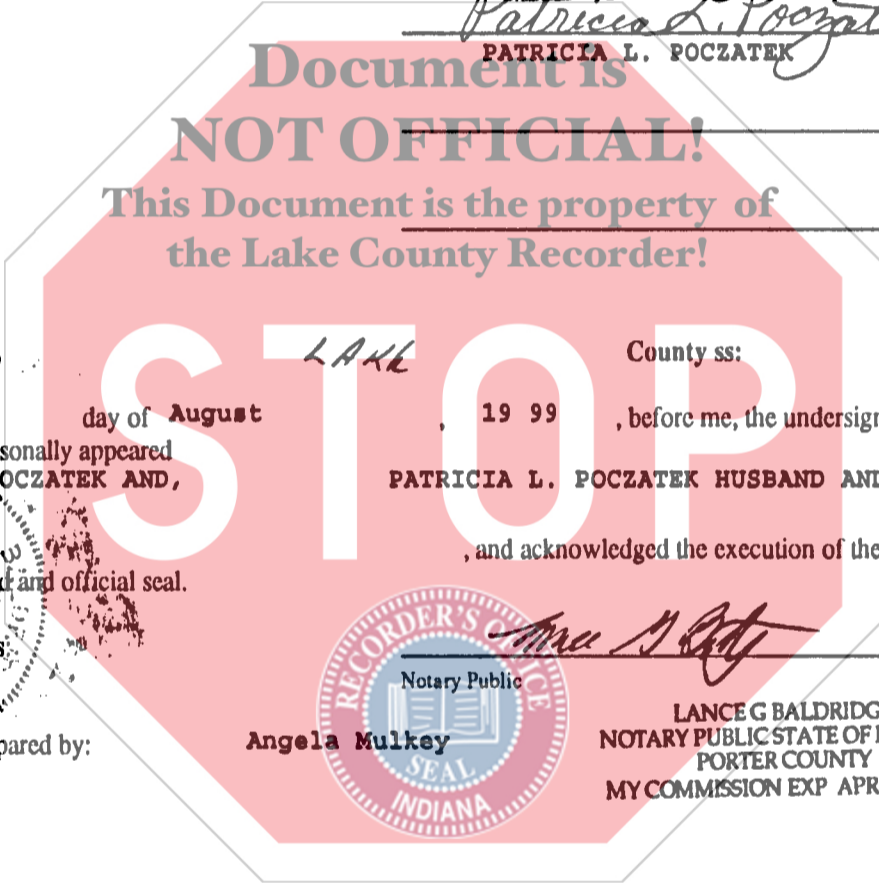 Patricia L. Poczat
PATRICIA L. POCZATEK
Document is
NOT OFFICIAL!
This Document is the property of
the Lake County Recorder!
STOP
LAKE County ss:
day of August , 19 99 , before me, the undersign
sonally appeared
OCZATEK AND, PATRICIA L. POCZATEK HUSBAND AND
, and acknowledged the execution of the
d and official seal.
s
Notary Public
RECORDER'S OFFICE
SEAL
INDIANA
LANCE G BALDRIDG
NOTARY PUBLIC STATE OF
pared by: Angela Mulkey
PORTER COUNTY
MY COMMISSION EXP APR